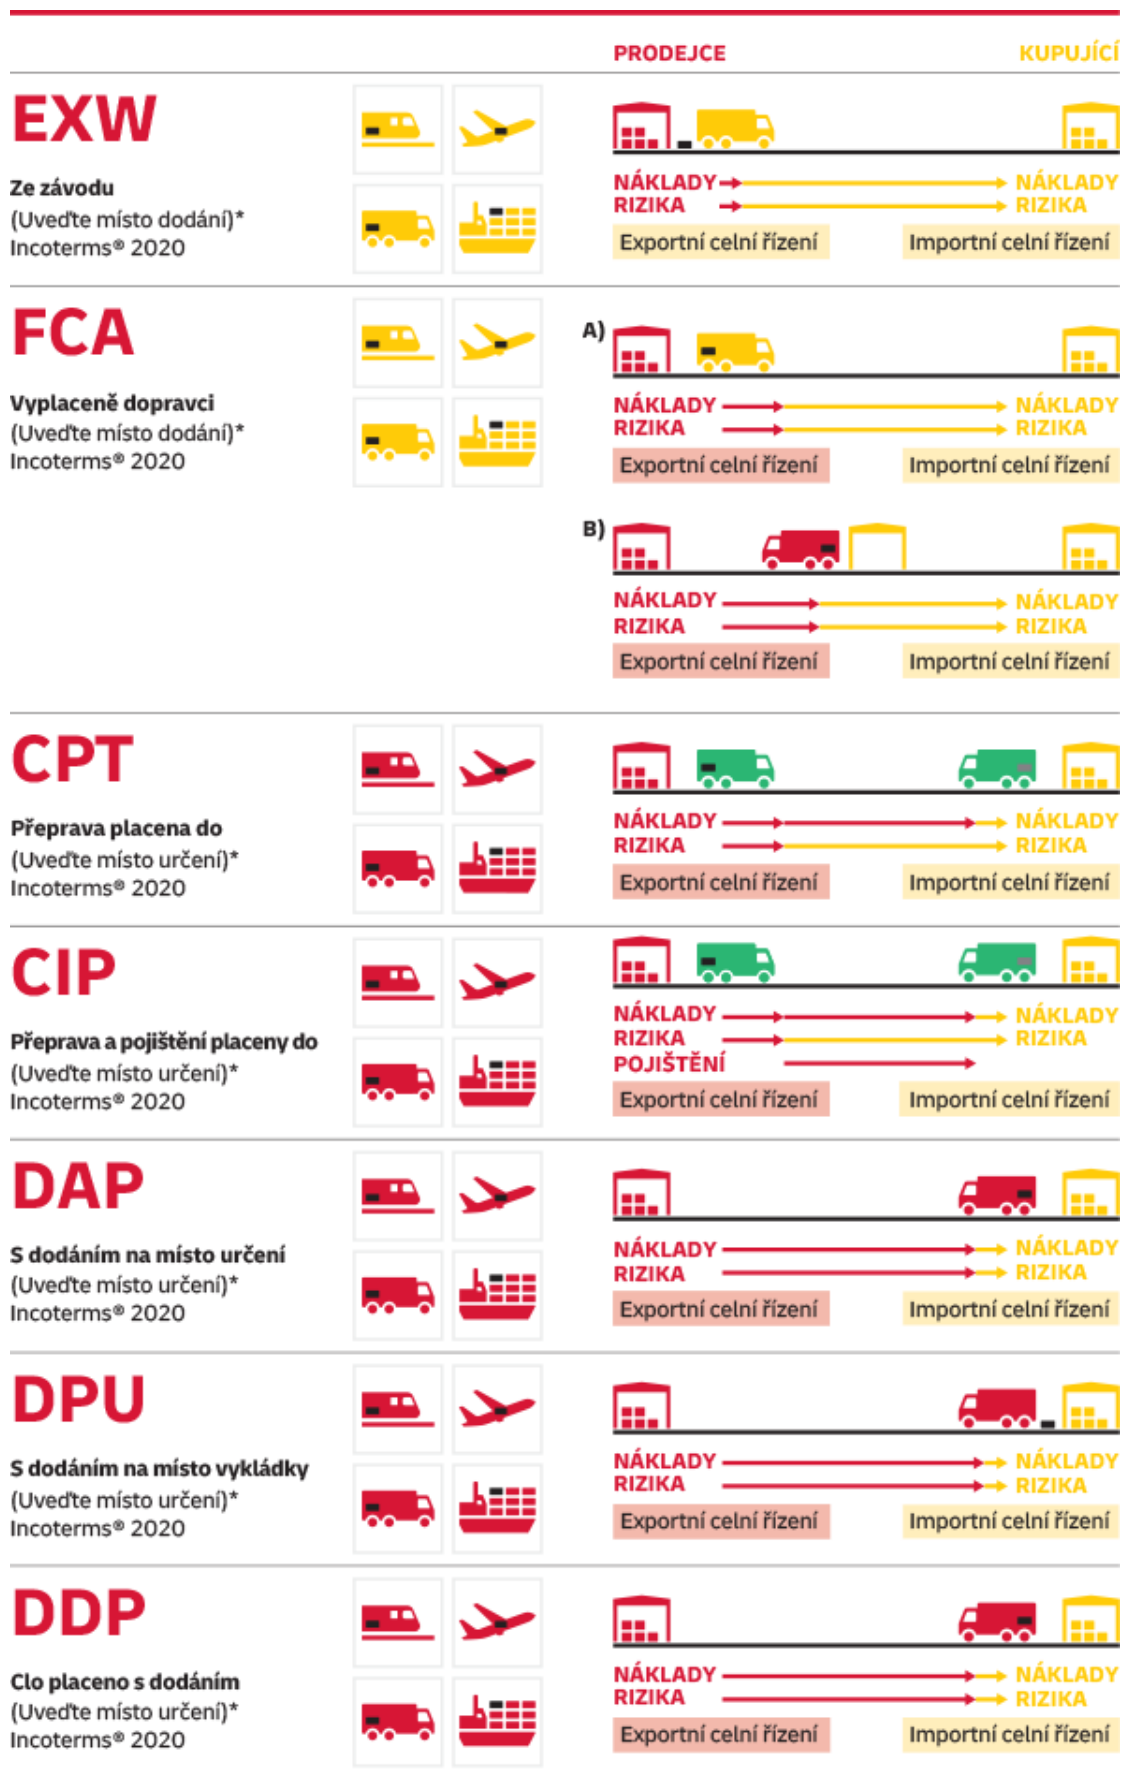 PRODEJCE KUPUJÍCÍ
EXW
Ze závodu
(Uveďte místo dodání)*
Incoterms® 2020
NÁKLADY NÁKLADY
RIZIKA RIZIKA
Exportní celní řízení Importní celní řízení
FCA
Vyplaceně dopravci
(Uveďte místo dodání)*
Incoterms® 2020
A)
NÁKLADY NÁKLADY
RIZIKA RIZIKA
Exportní celní řízení Importní celní řízení
B)
NÁKLADY NÁKLADY
RIZIKA RIZIKA
Exportní celní řízení Importní celní řízení
CPT
Přeprava placena do
(Uveďte místo určení)*
Incoterms® 2020
NÁKLADY NÁKLADY
RIZIKA RIZIKA
Exportní celní řízení Importní celní řízení
CIP
Přeprava a pojištění placeny do
(Uveďte místo určení)*
Incoterms® 2020
NÁKLADY NÁKLADY
RIZIKA RIZIKA
POJIŠTĚNÍ
Exportní celní řízení Importní celní řízení
DAP
S dodáním na místo určení
(Uveďte místo určení)*
Incoterms® 2020
NÁKLADY NÁKLADY
RIZIKA RIZIKA
Exportní celní řízení Importní celní řízení
DPU
S dodáním na místo vykládky
(Uveďte místo určení)*
Incoterms® 2020
NÁKLADY NÁKLADY
RIZIKA RIZIKA
Exportní celní řízení Importní celní řízení
DDP
Clo placeno s dodáním
(Uveďte místo určení)*
Incoterms® 2020
NÁKLADY NÁKLADY
RIZIKA RIZIKA
Exportní celní řízení Importní celní řízení